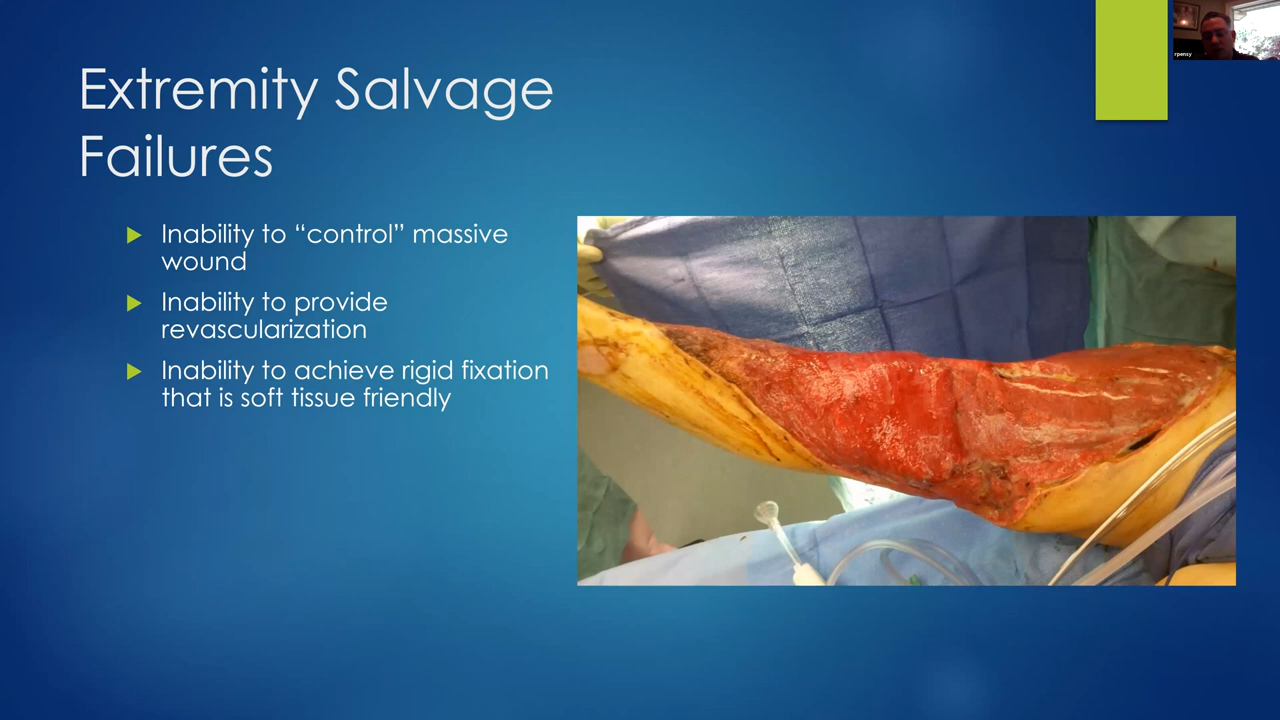 Extremity Salvage
Failures
Inability to “control” massive
wound
Inability to provide
revascularization
Inability to achieve rigid fixation
that is soft tissue friendly
rpensy